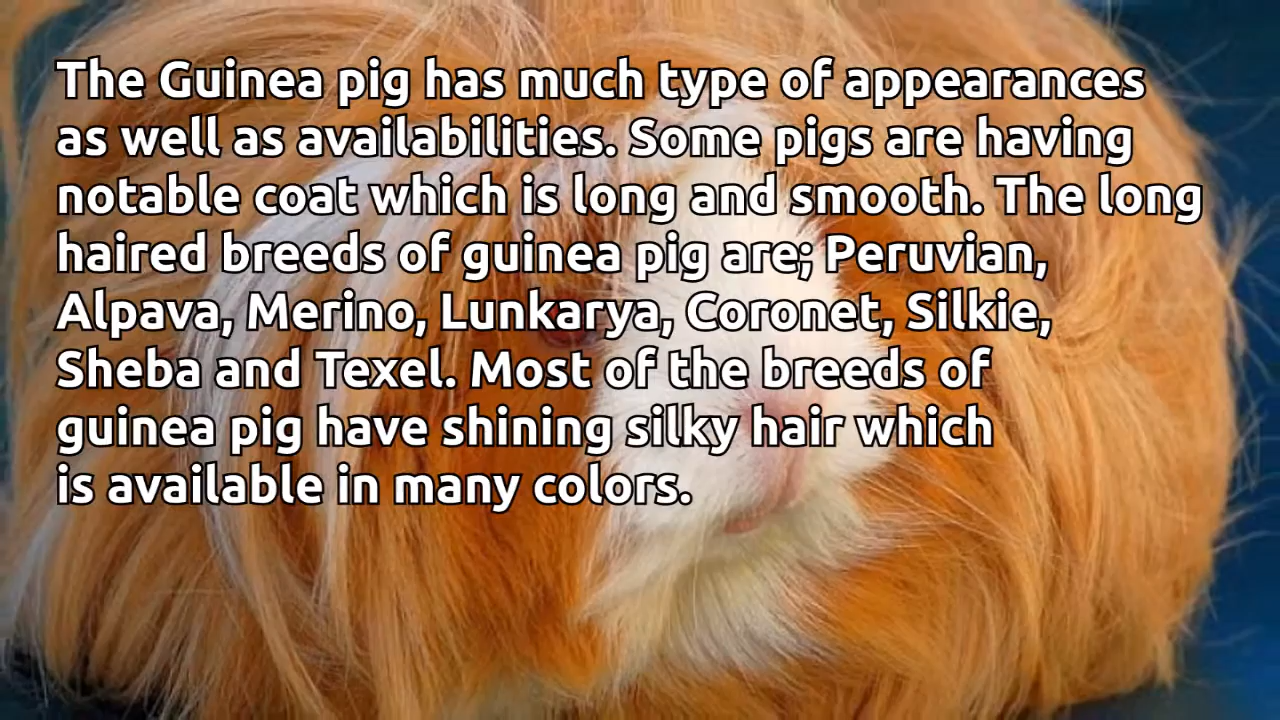 The Guinea pig has much type of appearances
as well as availabilities. Some pigs are having
notable coat which is long and smooth. The long
haired breeds of guinea pig are; Peruvian,
Alpava, Merino, Lunkarya, Coronet, Silkie,
Sheba and Texel. Most of the breeds of
guinea pig have shining silky hair which
is available in many colors.